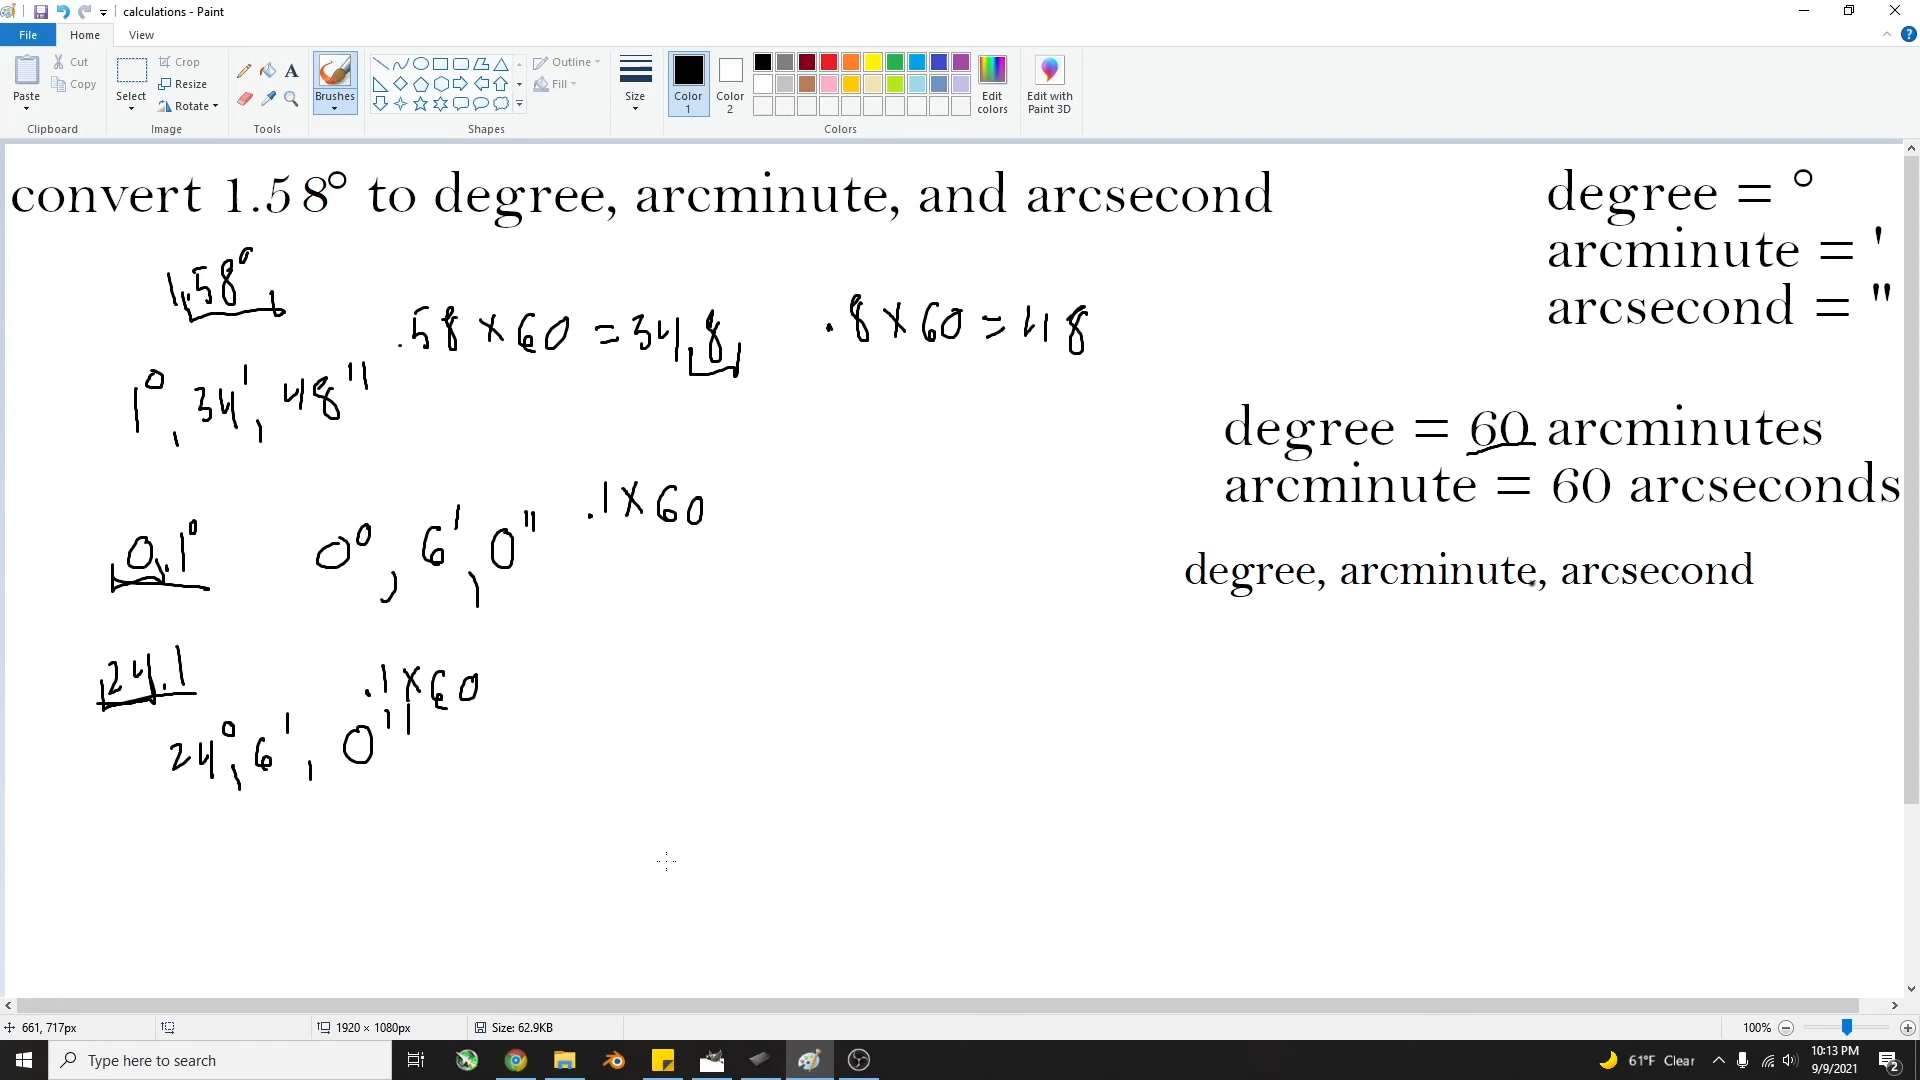 calculations - Paint
File Home View
Paste
Cut
Copy
Clipboard
Select
Crop
Resize
Rotate
Image
Tools
Brushes
Outline
Fill
Shapes
Size
Color 1
Color 2
Edit colors
Edit with Paint 3D
Colors
convert 1.58° to degree, arcminute, and arcsecond
degree = °
arcminute = '
arcsecond = "
1.58°
.58 × 60 = 34.8
.8 × 60 = 48
1°, 34', 48"
degree = 60 arcminutes
arcminute = 60 arcseconds
degree, arcminute, arcsecond
0.1°
0°, 6', 0"
.1 × 60
24.1
.1 × 60
24°, 6', 0"
661, 717px
1920 × 1080px
Size: 62.9KB
100%
Type here to search
61°F Clear
10:13 PM
9/9/2021
2